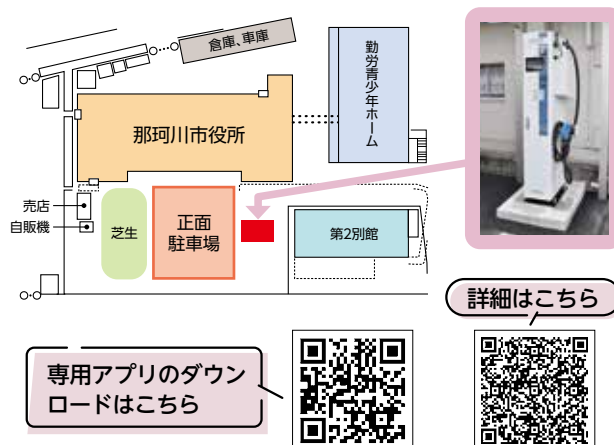 倉庫、車庫
勤労青少年ホーム
那珂川市役所
売店
自販機
芝生
正面
駐車場
第2別館
詳細はこちら
専用アプリのダウン
ロードはこちら